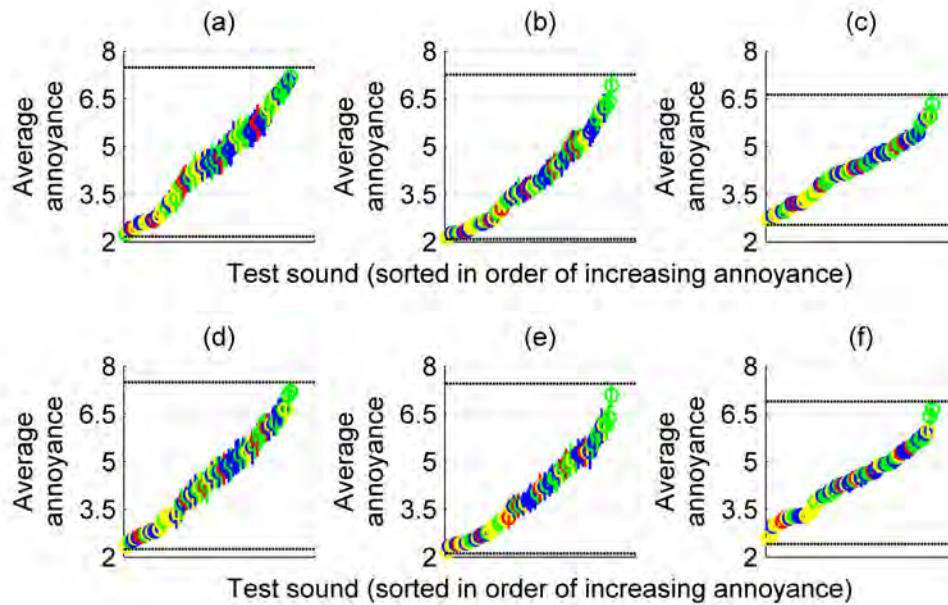 (a) (b) (c)
8 8 8
6.5 6.5 6.5
5 5 5
3.5 3.5 3.5
2 2 2
Average annoyance Average annoyance Average annoyance
Test sound (sorted in order of increasing annoyance)
(d) (e) (f)
8 8 8
6.5 6.5 6.5
5 5 5
3.5 3.5 3.5
2 2 2
Average annoyance Average annoyance Average annoyance
Test sound (sorted in order of increasing annoyance)